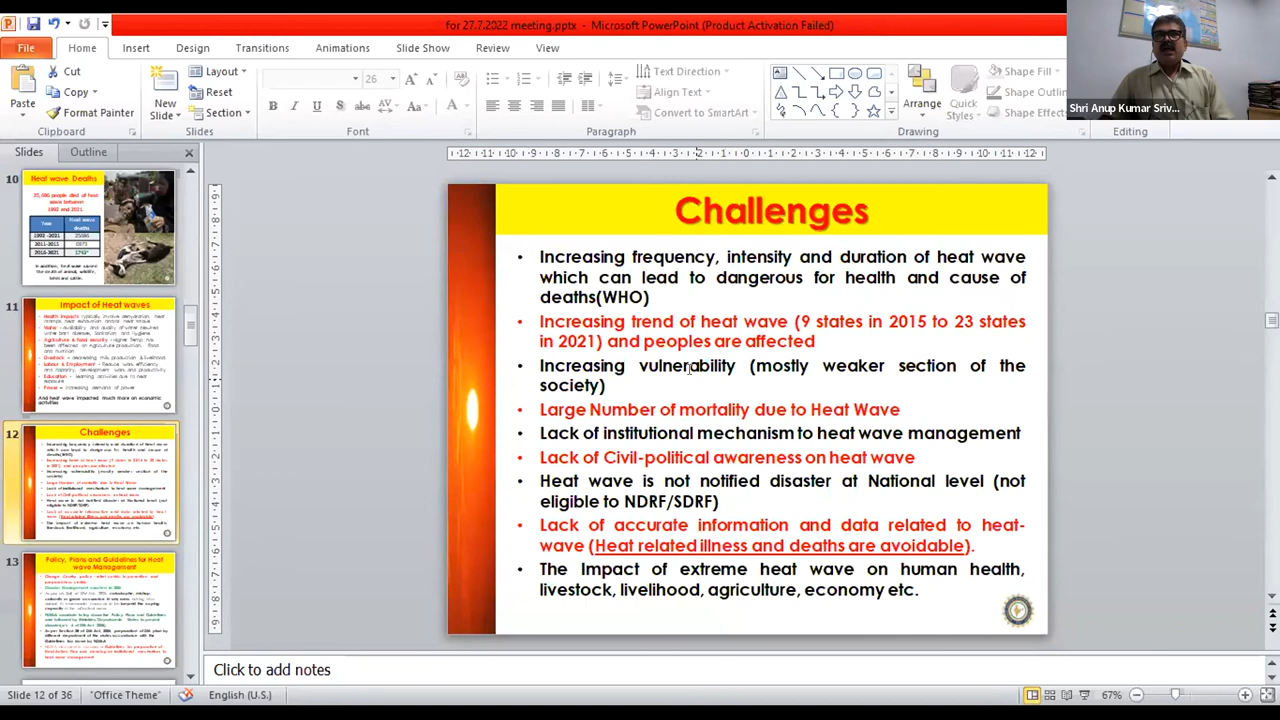 for 27.7.2022 meeting.pptx - Microsoft PowerPoint (Product Activation Failed)
File Home Insert Design Transitions Animations Slide Show Review View
Paste
Cut
Copy
Format Painter
Clipboard
New Slide
Layout
Reset
Section
Slides
26
Font
Text Direction
Align Text
Convert to SmartArt
Paragraph
Arrange
Quick Styles
Shape Fill
Shape Outlin
Shape Effect
Drawing
Editing
Shri Anup Kumar Sriv...
Slides Outline
10
Heat wave Deaths
11
Impact of Heat waves
12
Challenges
13
Policy, Plans and Guidelines for Heat
wave Management
Challenges
• Increasing frequency, intensity and duration of heat wave
which can lead to dangerous for health and cause of
deaths(WHO)
• Increasing trend of heat wave (9 states in 2015 to 23 states
in 2021) and peoples are affected
• Increasing vulnerability (mostly weaker section of the
society)
• Large Number of mortality due to Heat Wave
• Lack of institutional mechanism to heat wave management
• Lack of Civil-political awareness on heat wave
• Heat wave is not notified disaster at National level (not
eligible to NDRF/SDRF)
• Lack of accurate information and data related to heat-
wave (Heat related illness and deaths are avoidable).
• The Impact of extreme heat wave on human health,
livestock, livelihood, agriculture, economy etc.
Click to add notes
Slide 12 of 36 "Office Theme" English (U.S.) 67%